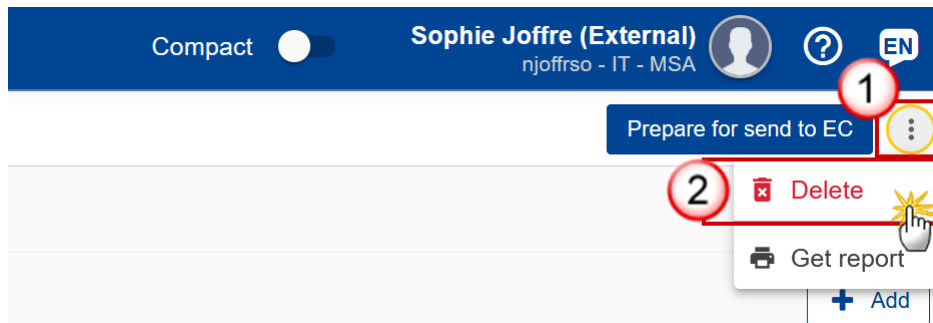 Compact
Sophie Joffre (External)
njoffrso - IT - MSA
EN
1
Prepare for send to EC
2
Delete
Get report
Add